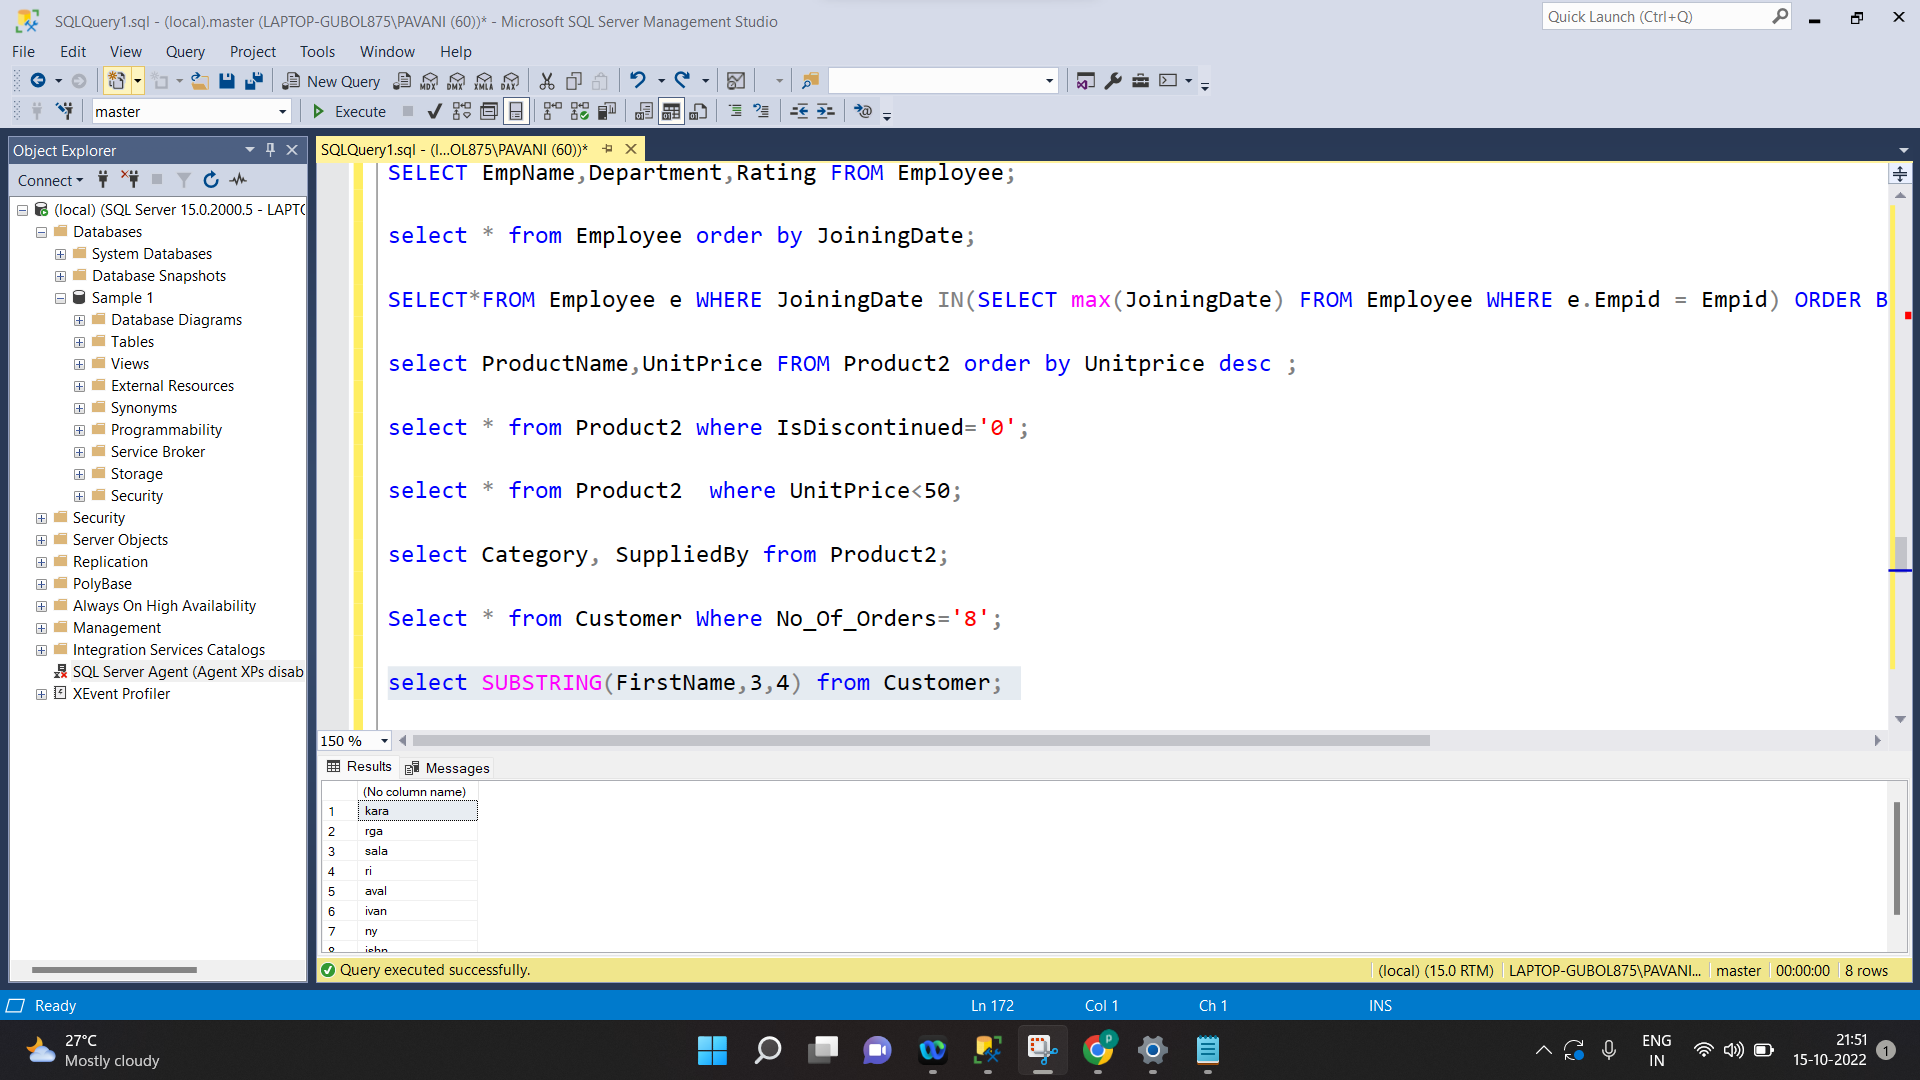 SQLQuery1.sql - (local).master (LAPTOP-GUBOL875\PAVANI (60))* - Microsoft SQL Server Management Studio
Quick Launch (Ctrl+Q)
File Edit View Query Project Tools Window Help
New Query
MDX DMX XMLA DAX
master
Execute
Object Explorer
Connect
(local) (SQL Server 15.0.2000.5 - LAPTO
Databases
System Databases
Database Snapshots
Sample 1
Database Diagrams
Tables
Views
External Resources
Synonyms
Programmability
Service Broker
Storage
Security
Security
Server Objects
Replication
PolyBase
Always On High Availability
Management
Integration Services Catalogs
SQL Server Agent (Agent XPs disab
XEvent Profiler
SQLQuery1.sql - (l...OL875\PAVANI (60))*
SELECT EmpName,Department,Rating FROM Employee;
select * from Employee order by JoiningDate;
SELECT*FROM Employee e WHERE JoiningDate IN(SELECT max(JoiningDate) FROM Employee WHERE e.Empid = Empid) ORDER B
select ProductName,UnitPrice FROM Product2 order by Unitprice desc ;
select * from Product2 where IsDiscontinued='0';
select * from Product2  where UnitPrice<50;
select Category, SuppliedBy from Product2;
Select * from Customer Where No_Of_Orders='8';
select SUBSTRING(FirstName,3,4) from Customer;
150 %
Results Messages
(No column name)
1 kara
2 rga
3 sala
4 ri
5 aval
6 ivan
7 ny
8 ishn
Query executed successfully.
(local) (15.0 RTM) LAPTOP-GUBOL875\PAVANI... master 00:00:00 8 rows
Ready
Ln 172 Col 1 Ch 1 INS
27°C
Mostly cloudy
P
ENG
IN
21:51
15-10-2022
1